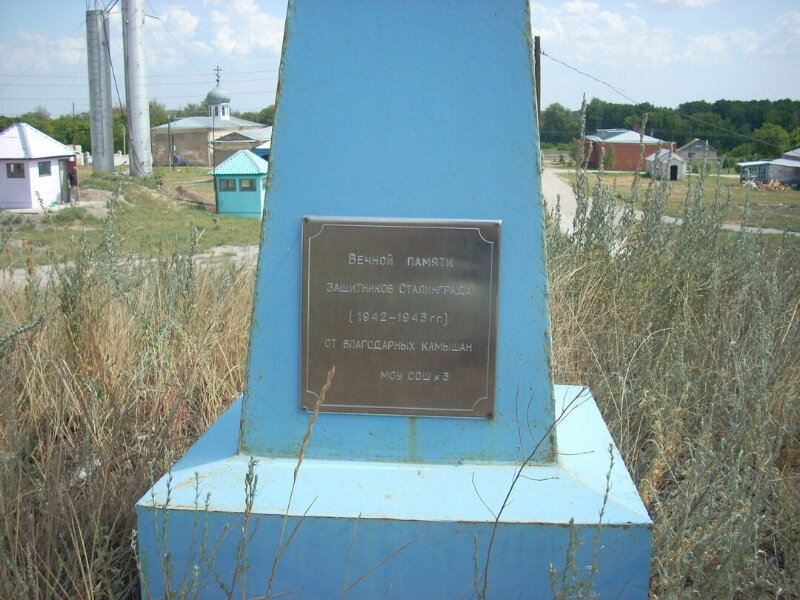 Вечной памяти
защитников Сталинграда
(1942-1943 гг.)
от благодарных камышан
МОУ СОШ № 3